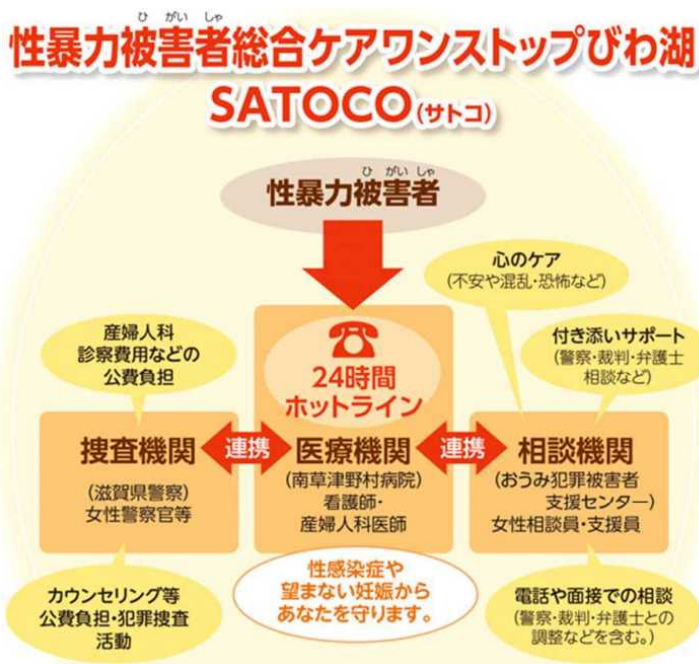 ひ がい しゃ
性暴力被害者総合ケアワンストップびわ湖
SATOCO(サトコ)
ひ がい しゃ
性暴力被害者
心のケア
(不安や混乱・恐怖など)
産婦人科
診察費用などの
公費負担
24時間
ホットライン
付き添いサポート
(警察・裁判・弁護士
相談など)
捜査機関
(滋賀県警察)
女性警察官等
連携
医療機関
(南草津野村病院)
看護師・
産婦人科医師
連携
相談機関
(おうみ犯罪被害者
支援センター)
女性相談員・支援員
カウンセリング等
公費負担・犯罪捜査
活動
性感染症や
望まない妊娠から
あなたを守ります。
電話や面接での相談
(警察・裁判・弁護士との
調整などを含む。)